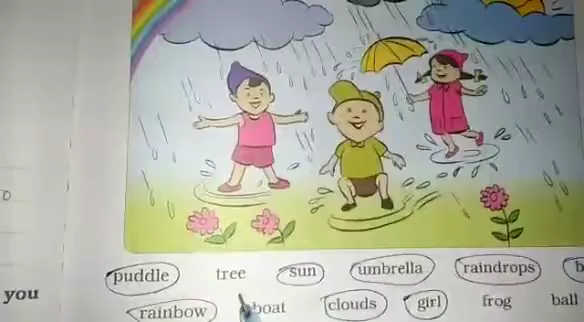 puddle tree sun umbrella raindrops
you
rainbow boat clouds girl frog ball